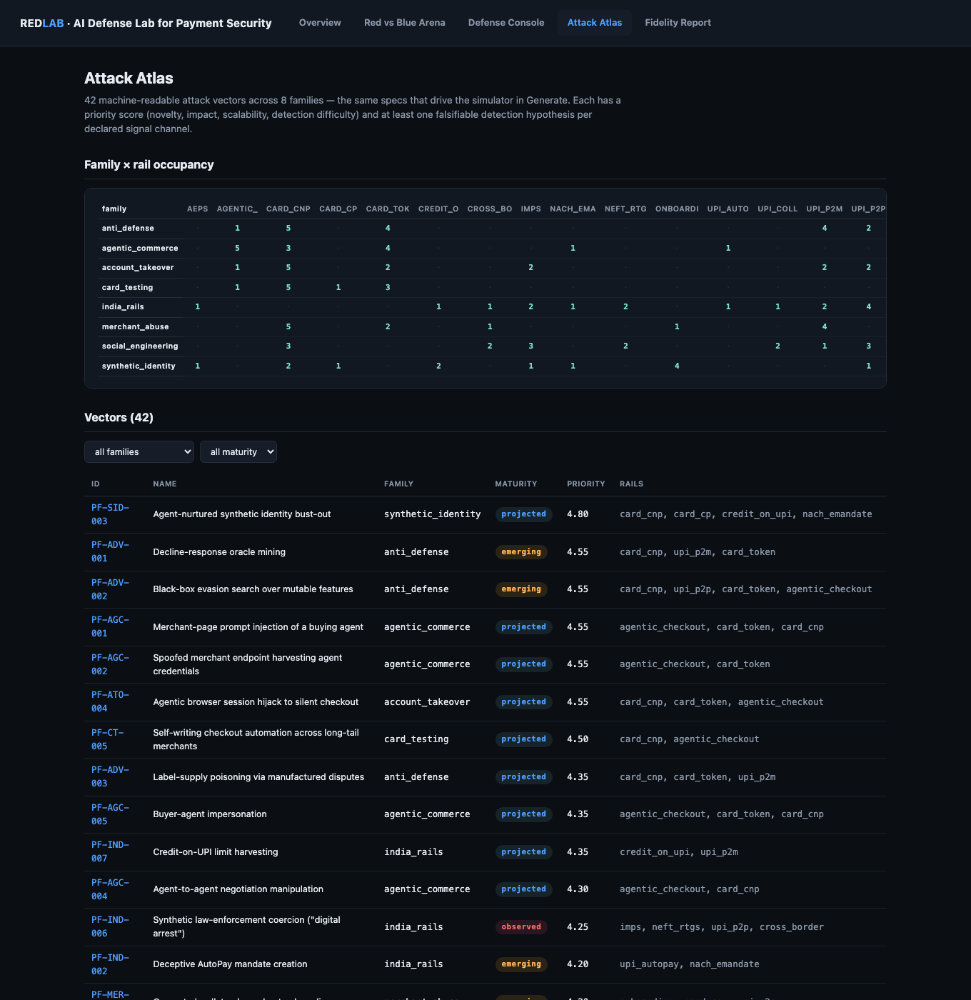 REDLAB · AI Defense Lab for Payment Security Overview Red vs Blue Arena Defense Console Attack Atlas Fidelity Report
Attack Atlas
42 machine-readable attack vectors across 8 families — the same specs that drive the simulator in Generate. Each has a
priority score (novelty, impact, scalability, detection difficulty) and at least one falsifiable detection hypothesis per
declared signal channel.
Family × rail occupancy
family AEPS AGENTIC_ CARD_CNP CARD_CP CARD_TOK CREDIT_O CROSS_BO IMPS NACH_EMA NEFT_RTG ONBOARDI UPI_AUTO UPI_COLL UPI_P2M UPI_P2P
anti_defense · 1 5 · 4 · · · · · · · · 4 2
agentic_commerce · 5 3 · 4 · · · 1 · · 1 · · ·
account_takeover · 1 5 · 2 · · 2 · · · · · 2 2
card_testing · 1 5 1 3 · · · · · · · · · ·
india_rails 1 · · · · 1 1 2 1 2 · 1 1 2 4
merchant_abuse · · 5 · 2 · 1 · · · 1 · · 4 ·
social_engineering · · 3 · · · 2 3 · 2 · · 2 1 3
synthetic_identity 1 · 2 1 · 2 · 1 1 · 4 · · · 1
Vectors (42)
all families all maturity
ID NAME FAMILY MATURITY PRIORITY RAILS
PF-SID-
003 Agent-nurtured synthetic identity bust-out synthetic_identity projected 4.80 card_cnp, card_cp, credit_on_upi, nach_emandate
PF-ADV-
001 Decline-response oracle mining anti_defense emerging 4.55 card_cnp, upi_p2m, card_token
PF-ADV-
002 Black-box evasion search over mutable features anti_defense emerging 4.55 card_cnp, upi_p2p, card_token, agentic_checkout
PF-AGC-
001 Merchant-page prompt injection of a buying agent agentic_commerce projected 4.55 agentic_checkout, card_token, card_cnp
PF-AGC- Spoofed merchant endpoint harvesting agent
002 credentials agentic_commerce projected 4.55 agentic_checkout, card_token
PF-ATO-
004 Agentic browser session hijack to silent checkout account_takeover projected 4.55 card_cnp, card_token, agentic_checkout
PF-CT- Self-writing checkout automation across long-tail
005 merchants card_testing projected 4.50 card_cnp, agentic_checkout
PF-ADV-
003 Label-supply poisoning via manufactured disputes anti_defense projected 4.35 card_cnp, card_token, upi_p2m
PF-AGC-
005 Buyer-agent impersonation agentic_commerce projected 4.35 agentic_checkout, card_token, card_cnp
PF-IND-
007 Credit-on-UPI limit harvesting india_rails projected 4.35 credit_on_upi, upi_p2m
PF-AGC-
004 Agent-to-agent negotiation manipulation agentic_commerce projected 4.30 agentic_checkout, card_cnp
PF-IND- Synthetic law-enforcement coercion ("digital
006 arrest") india_rails observed 4.25 imps, neft_rtgs, upi_p2p, cross_border
PF-IND-
002 Deceptive AutoPay mandate creation india_rails emerging 4.20 upi_autopay, nach_emandate
PF-MER-